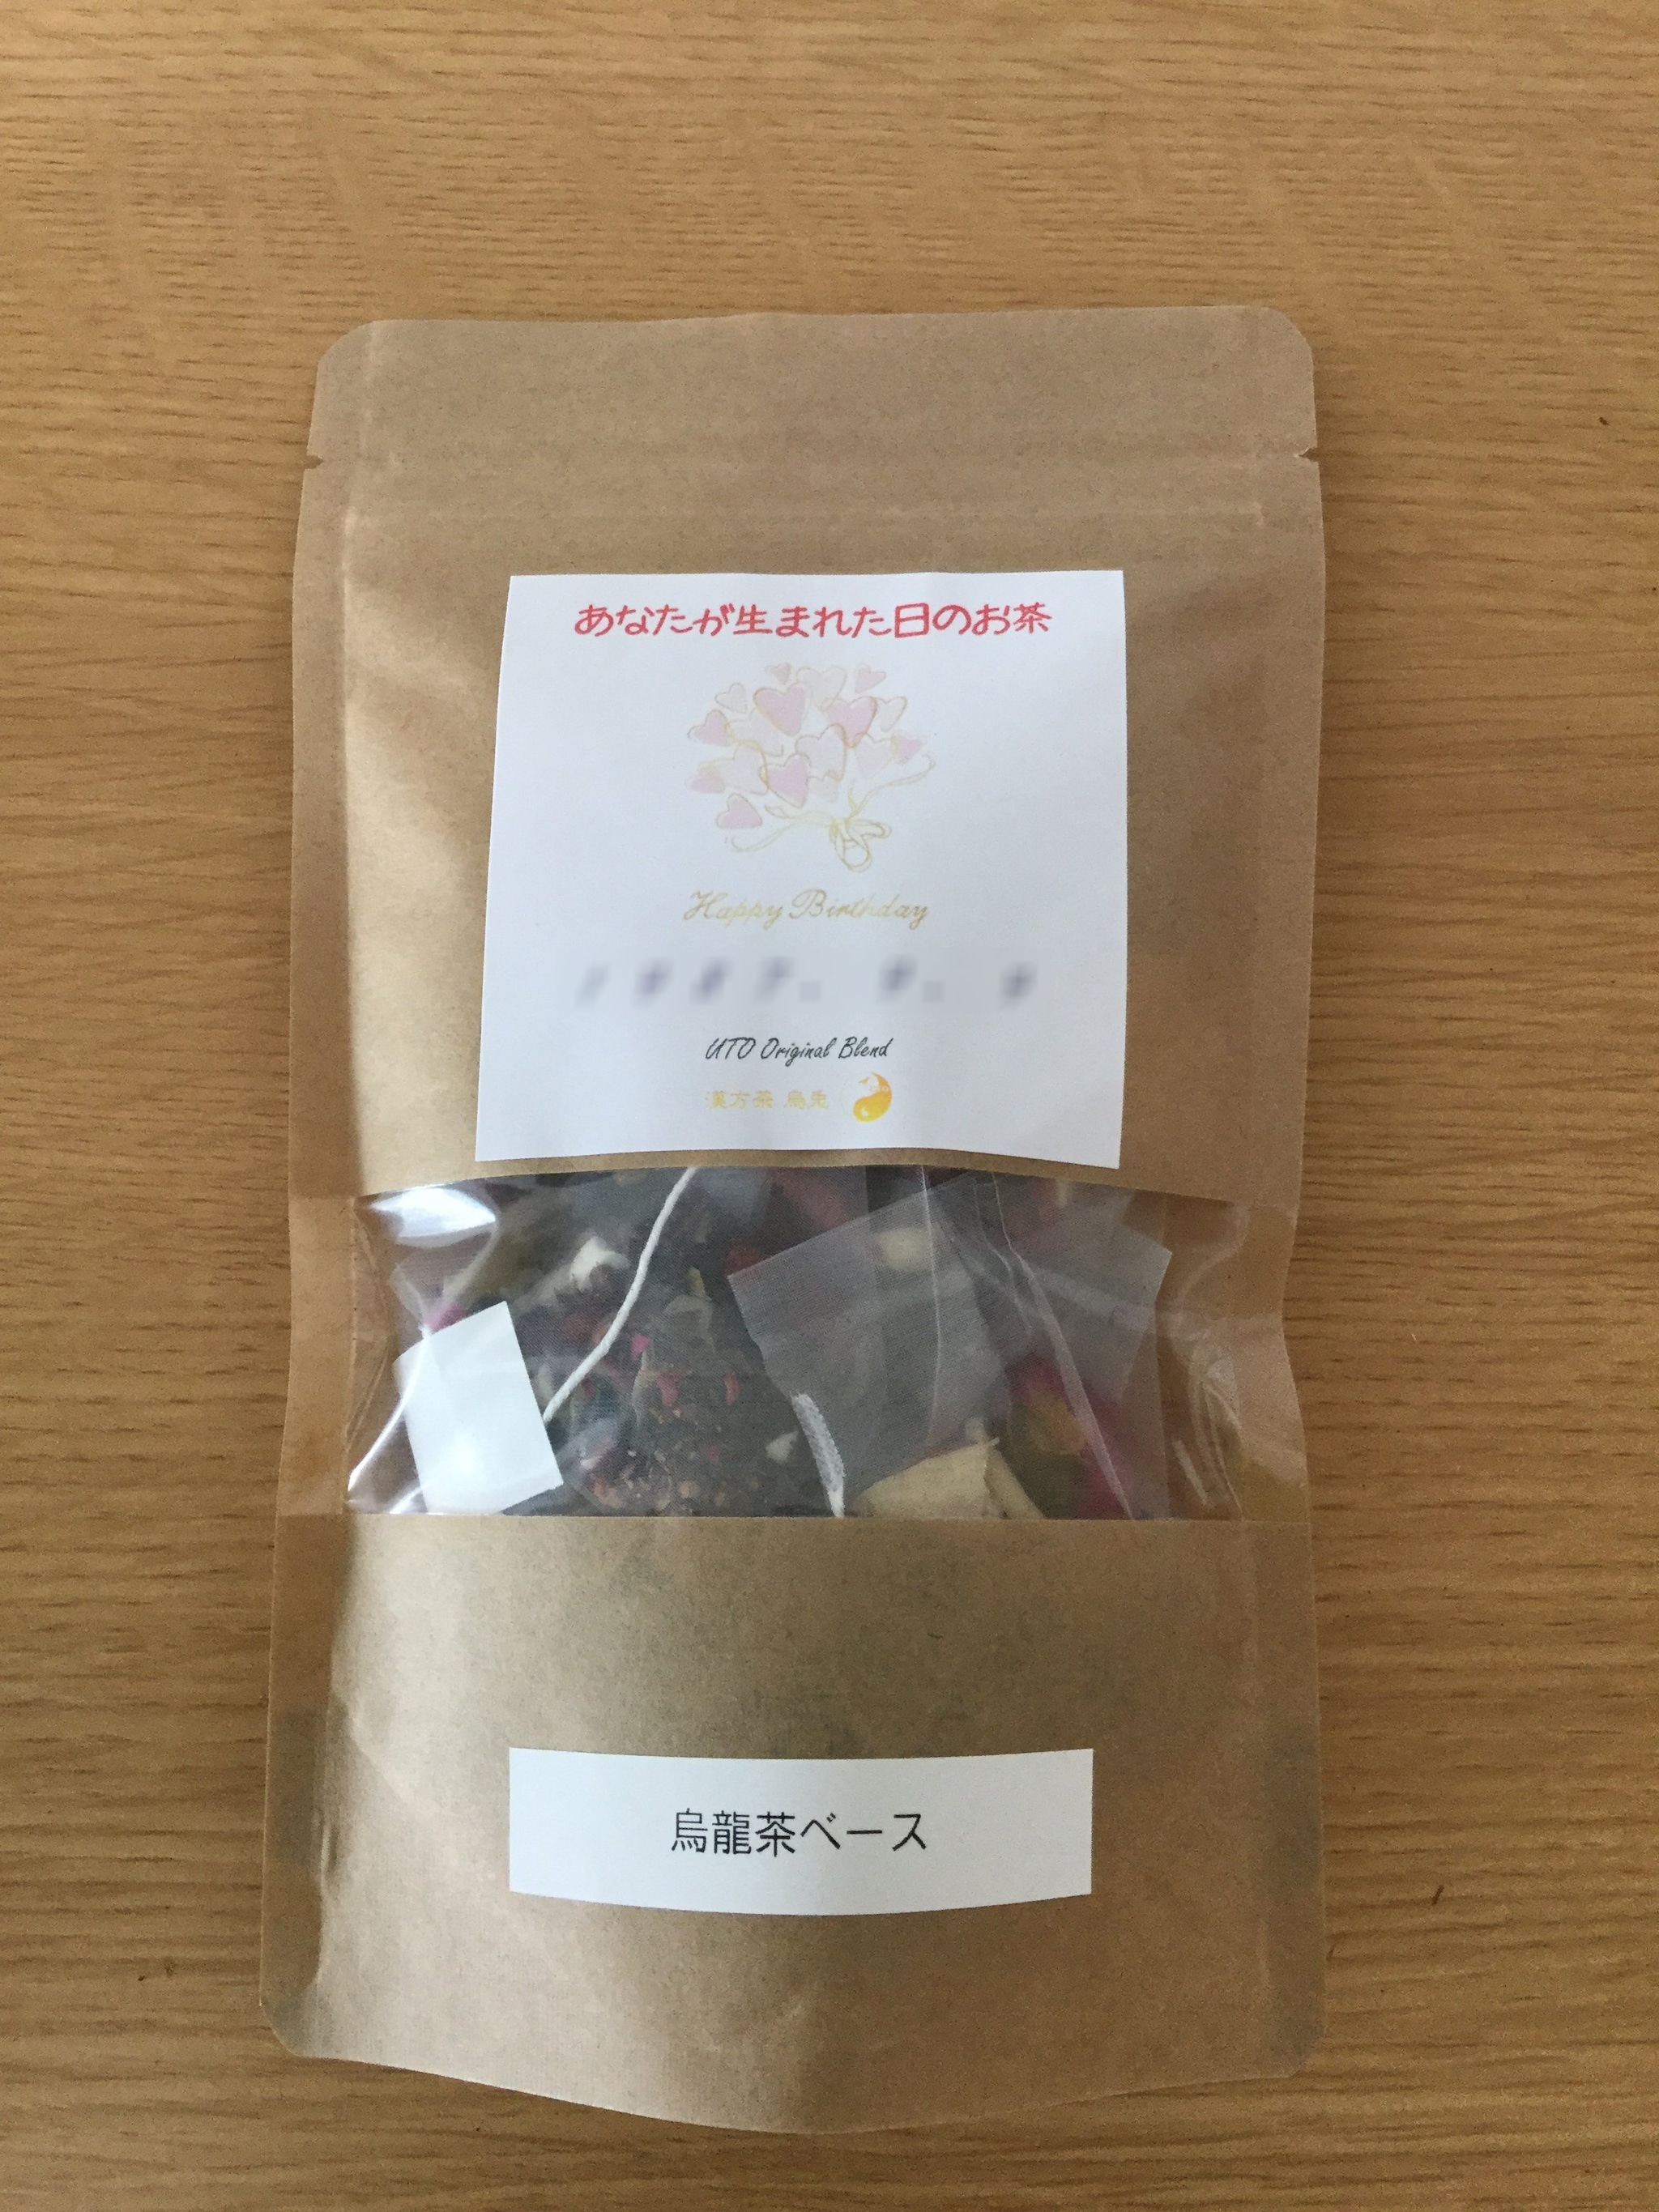 あなたが生まれた日のお茶
Happy Birthday
UTO Original Blend
漢方茶 烏兎
烏龍茶ベース